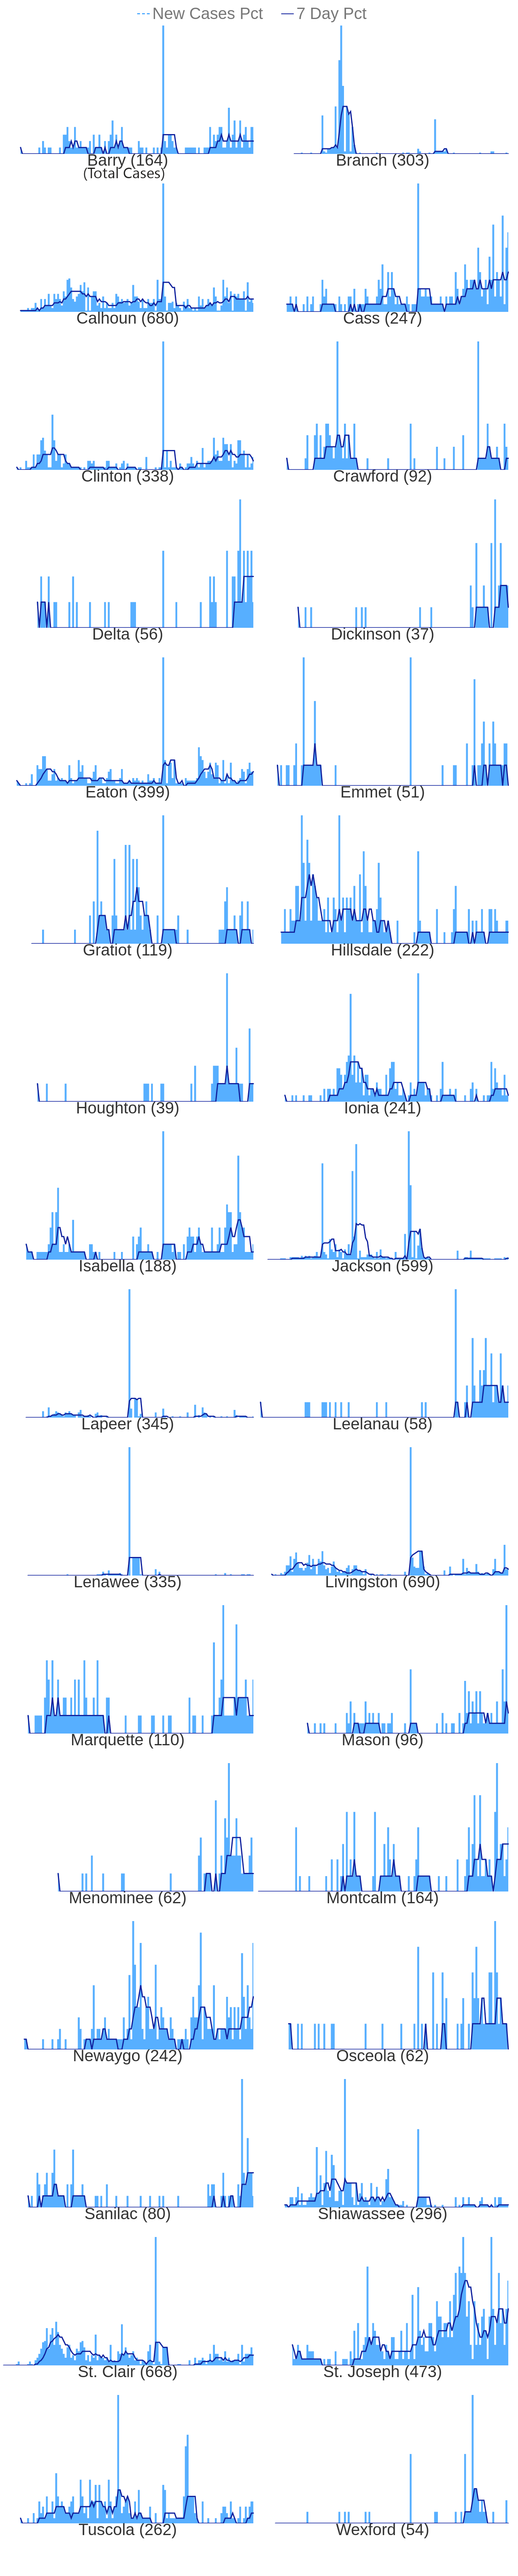 New Cases Pct 7 Day Pct
Barry (164) Branch (303)
(Total Cases)
Calhoun (680) Cass (247)
Clinton (338) Crawford (92)
Delta (56) Dickinson (37)
Eaton (399) Emmet (51)
Gratiot (119) Hillsdale (222)
Houghton (39) Ionia (241)
Isabella (188) Jackson (599)
Lapeer (345) Leelanau (58)
Lenawee (335) Livingston (690)
Marquette (110) Mason (96)
Menominee (62) Montcalm (164)
Newaygo (242) Osceola (62)
Sanilac (80) Shiawassee (296)
St. Clair (668) St. Joseph (473)
Tuscola (262) Wexford (54)